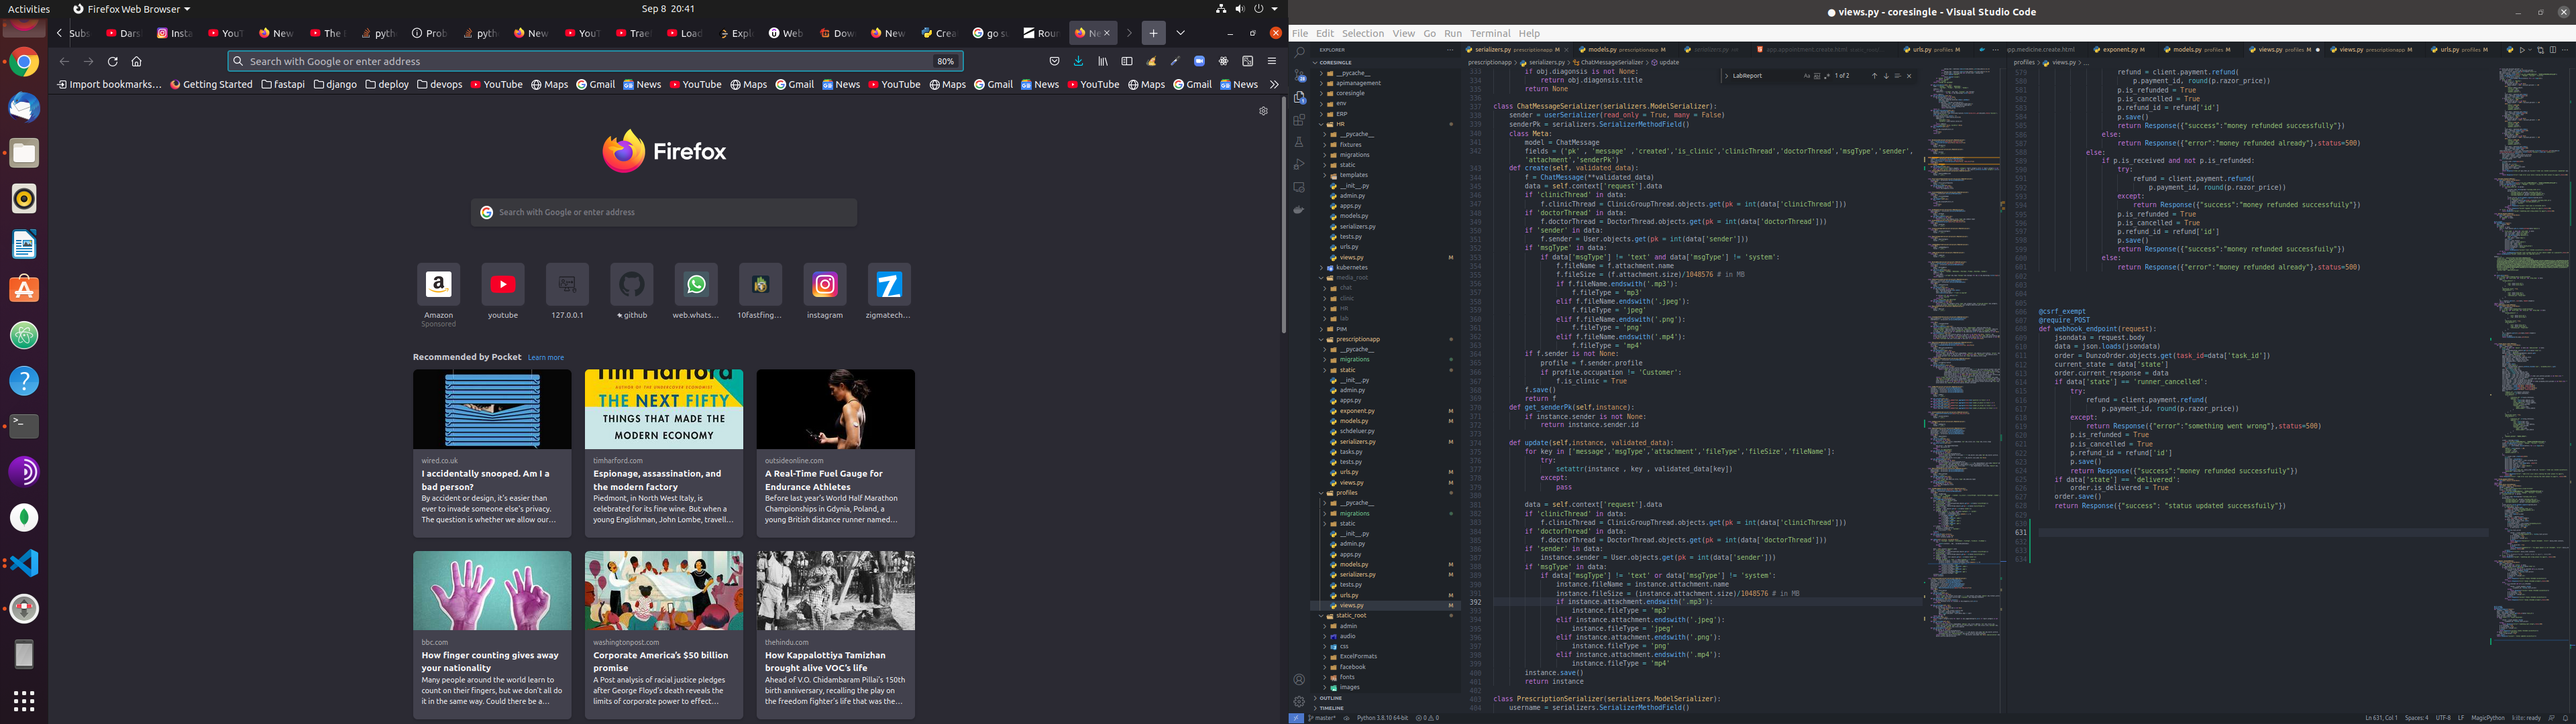 Activities
Firefox Web Browser
Sep 8 20:41
Subs
Dars
Insta
YouT
New
The I
pyth
Prob
pyth
New
YouT
Trae
Load
Expl
Web
Dow
New
Crea
go su
Roun
Ne
Search with Google or enter address
80%
Import bookmarks…
Getting Started
fastapi
django
deploy
devops
YouTube
Maps
Gmail
News
YouTube
Maps
Gmail
News
YouTube
Maps
Gmail
News
YouTube
Maps
Gmail
News
Firefox
Search with Google or enter address
Amazon
Sponsored
youtube
127.0.0.1
github
web.whats…
10fastfing…
instagram
zigmatech…
Recommended by Pocket
Learn more
wired.co.uk
I accidentally snooped. Am I a
bad person?
By accident or design, it's easier than
ever to invade someone else's privacy.
The question is whether we allow our…
AUTHOR OF THE UNDERCOVER ECONOMIST
THE NEXT FIFTY
THINGS THAT MADE THE
MODERN ECONOMY
timharford.com
Espionage, assassination, and
the modern factory
Piedmont, in North West Italy, is
celebrated for its fine wine. But when a
young Englishman, John Lombe, travell…
outsideonline.com
A Real-Time Fuel Gauge for
Endurance Athletes
Before last year's World Half Marathon
Championships in Gdynia, Poland, a
young British distance runner named…
bbc.com
How finger counting gives away
your nationality
Many people around the world learn to
count on their fingers, but we don't all do
it in the same way. Could there be a…
washingtonpost.com
Corporate America's $50 billion
promise
A Post analysis of racial justice pledges
after George Floyd's death reveals the
limits of corporate power to effect…
thehindu.com
How Kappalottiya Tamizhan
brought alive VOC's life
Ahead of V.O. Chidambaram Pillai's 150th
birth anniversary, recalling the play on
the freedom fighter's life that was the…
● views.py - coresingle - Visual Studio Code
File Edit Selection View Go Run Terminal Help
EXPLORER
CORESINGLE
__pycache__
apimanagement
coresingle
env
ERP
HR
__pycache__
fixtures
migrations
static
templates
__init__.py
admin.py
apps.py
models.py
serializers.py
tests.py
urls.py
views.py M
kubernetes
media_root
chat
clinic
HR
lab
PIM
prescriptionapp
__pycache__
migrations
static
__init__.py
admin.py
apps.py
exponent.py M
models.py M
schdeluer.py
serializers.py M
tasks.py
tests.py
urls.py M
views.py M
profiles
__pycache__
migrations
static
__init__.py
admin.py
apps.py
models.py M
serializers.py M
tests.py
urls.py M
views.py M
static_root
admin
audio
css
ExcelFormats
facebook
fonts
images
OUTLINE
TIMELINE
serializers.py prescriptionapp M
models.py prescriptionapp M
urls.py profiles M
prescriptionapp > serializers.py > ChatMessageSerializer > update
LabReport
1 of 2
if obj.diagonsis is not None:
return obj.diagonsis.title
return None
class ChatMessageSerializer(serializers.ModelSerializer):
sender = userSerializer(read_only = True, many = False)
senderPk = serializers.SerializerMethodField()
class Meta:
model = ChatMessage
fields = ('pk' , 'message' ,'created','is_clinic','clinicThread','doctorThread','msgType','sender',
'attachment','senderPk')
def create(self, validated_data):
f = ChatMessage(**validated_data)
data = self.context['request'].data
if 'clinicThread' in data:
f.clinicThread = ClinicGroupThread.objects.get(pk = int(data['clinicThread']))
if 'doctorThread' in data:
f.doctorThread = DoctorThread.objects.get(pk = int(data['doctorThread']))
if 'sender' in data:
f.sender = User.objects.get(pk = int(data['sender']))
if 'msgType' in data:
if data['msgType'] != 'text' and data['msgType'] != 'system':
f.fileName = f.attachment.name
f.fileSize = (f.attachment.size)/1048576 # in MB
if f.fileName.endswith('.mp3'):
f.fileType = 'mp3'
elif f.fileName.endswith('.jpeg'):
f.fileType = 'jpeg'
elif f.fileName.endswith('.png'):
f.fileType = 'png'
elif f.fileName.endswith('.mp4'):
f.fileType = 'mp4'
if f.sender is not None:
profile = f.sender.profile
if profile.occupation != 'Customer':
f.is_clinic = True
f.save()
return f
def get_senderPk(self,instance):
if instance.sender is not None:
return instance.sender.id
def update(self,instance, validated_data):
for key in ['message','msgType','attachment','fileType','fileSize','fileName']:
try:
setattr(instance , key , validated_data[key])
except:
pass
data = self.context['request'].data
if 'clinicThread' in data:
f.clinicThread = ClinicGroupThread.objects.get(pk = int(data['clinicThread']))
if 'doctorThread' in data:
f.doctorThread = DoctorThread.objects.get(pk = int(data['doctorThread']))
if 'sender' in data:
instance.sender = User.objects.get(pk = int(data['sender']))
if 'msgType' in data:
if data['msgType'] != 'text' or data['msgType'] != 'system':
instance.fileName = instance.attachment.name
instance.fileSize = (instance.attachment.size)/1048576 # in MB
if instance.attachment.endswith('.mp3'):
instance.fileType = 'mp3'
elif instance.attachment.endswith('.jpeg'):
instance.fileType = 'jpeg'
elif instance.attachment.endswith('.png'):
instance.fileType = 'png'
elif instance.attachment.endswith('.mp4'):
instance.fileType = 'mp4'
instance.save()
return instance
class PrescriptionSerializer(serializers.ModelSerializer):
username = serializers.SerializerMethodField()
exponent.py M
models.py profiles M
views.py profiles M
views.py prescriptionapp M
urls.py profiles M
profiles > views.py > ...
refund = client.payment.refund(
p.payment_id, round(p.razor_price))
p.is_refunded = True
p.is_cancelled = True
p.refund_id = refund['id']
p.save()
return Response({"success":"money refunded successfuily"})
else:
return Response({"error":"money refunded already"},status=500)
else:
if p.is_received and not p.is_refunded:
try:
refund = client.payment.refund(
p.payment_id, round(p.razor_price))
except:
return Response({"success":"money refunded successfuily"})
p.is_refunded = True
p.is_cancelled = True
p.refund_id = refund['id']
p.save()
return Response({"success":"money refunded successfuily"})
else:
return Response({"error":"money refunded already"},status=500)
@csrf_exempt
@require_POST
def webhook_endpoint(request):
jsondata = request.body
data = json.loads(jsondata)
order = DunzoOrder.objects.get(task_id=data['task_id'])
current_state = data['state']
order.current_response = data
if data['state'] == 'runner_cancelled':
try:
refund = client.payment.refund(
p.payment_id, round(p.razor_price))
except:
return Response({"error":"something went wrong"},status=500)
p.is_refunded = True
p.is_cancelled = True
p.refund_id = refund['id']
p.save()
return Response({"success":"money refunded successfuily"})
if data['state'] == 'delivered':
order.is_delivered = True
order.save()
return Response({"success": "status updated successfuily"})
master*
Python 3.8.10 64-bit
0 0
Ln 631, Col 1
Spaces: 4
UTF-8
LF
MagicPython
kite: ready